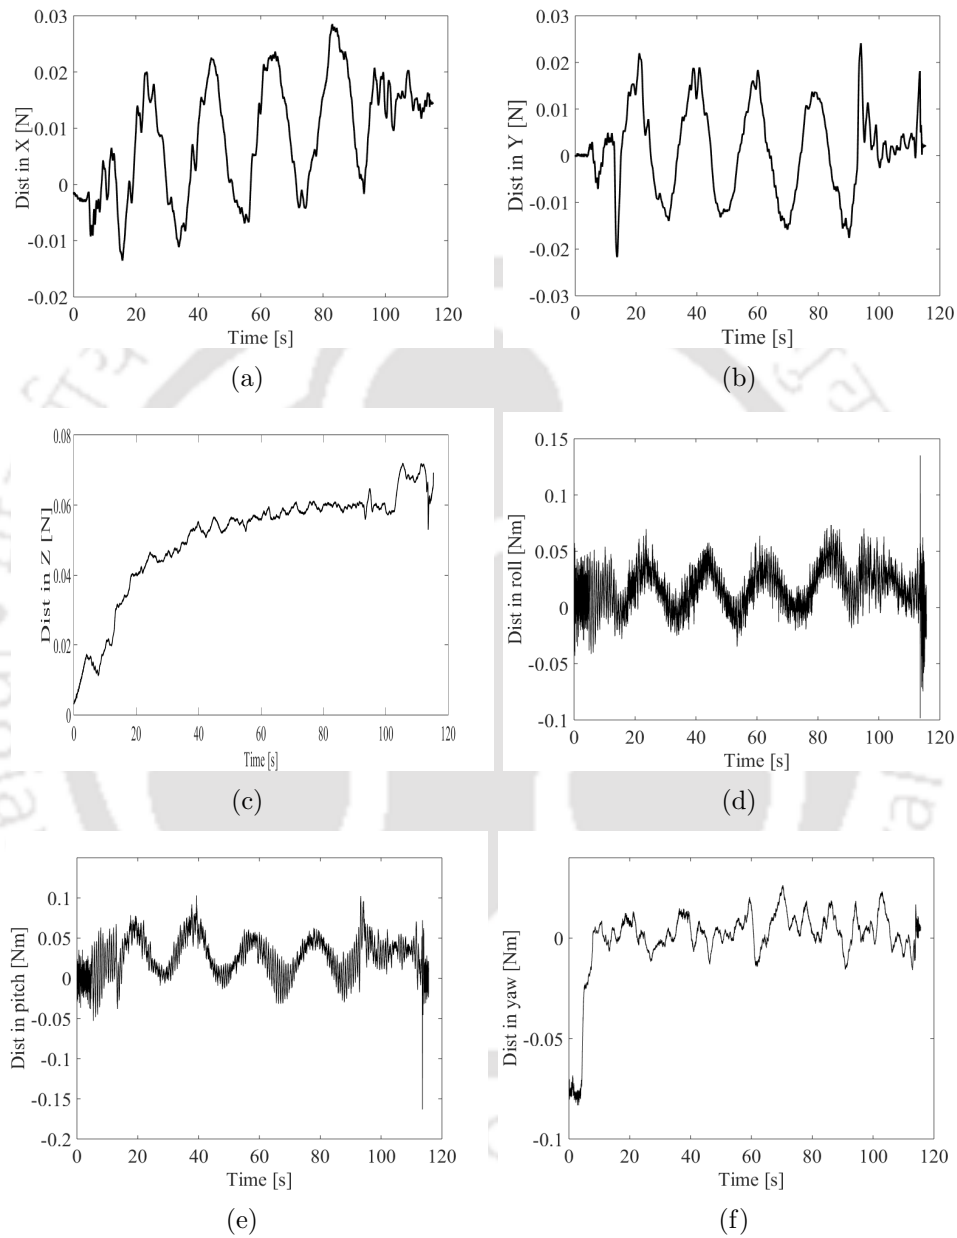 0.03
0.02
0.01
0
-0.01
-0.02
0 20 40 60 80 100 120
Dist in X [N]
Time [s]
(a)
0.03
0.02
0.01
0
-0.01
-0.02
-0.03
0 20 40 60 80 100 120
Dist in Y [N]
Time [s]
(b)
0.08
0.06
0.04
0.02
0
0 20 40 60 80 100 120
Dist in Z [N]
Time [s]
(c)
0.15
0.1
0.05
0
-0.05
-0.1
0 20 40 60 80 100 120
Dist in roll [Nm]
Time [s]
(d)
0.1
0.05
0
-0.05
-0.1
-0.15
-0.2
0 20 40 60 80 100 120
Dist in pitch [Nm]
Time [s]
(e)
0
-0.05
-0.1
0 20 40 60 80 100 120
Dist in yaw [Nm]
Time [s]
(f)